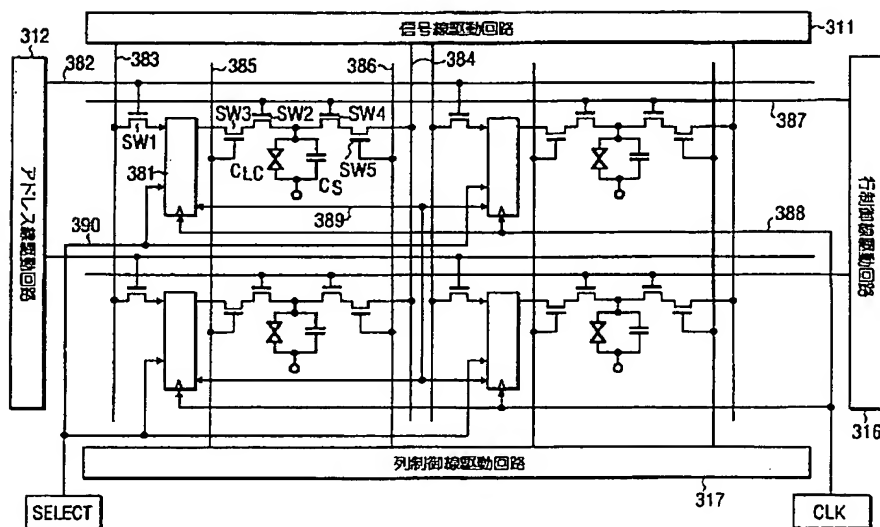 信号線駆動回路
311
312
383
384
382
385
386
SW3
SW2
SW4
387
SW1
381
SW5
CLC
CS
アドレス線駆動回路
行制御線駆動回路
390
389
388
列制御線駆動回路
316
317
SELECT
CLK